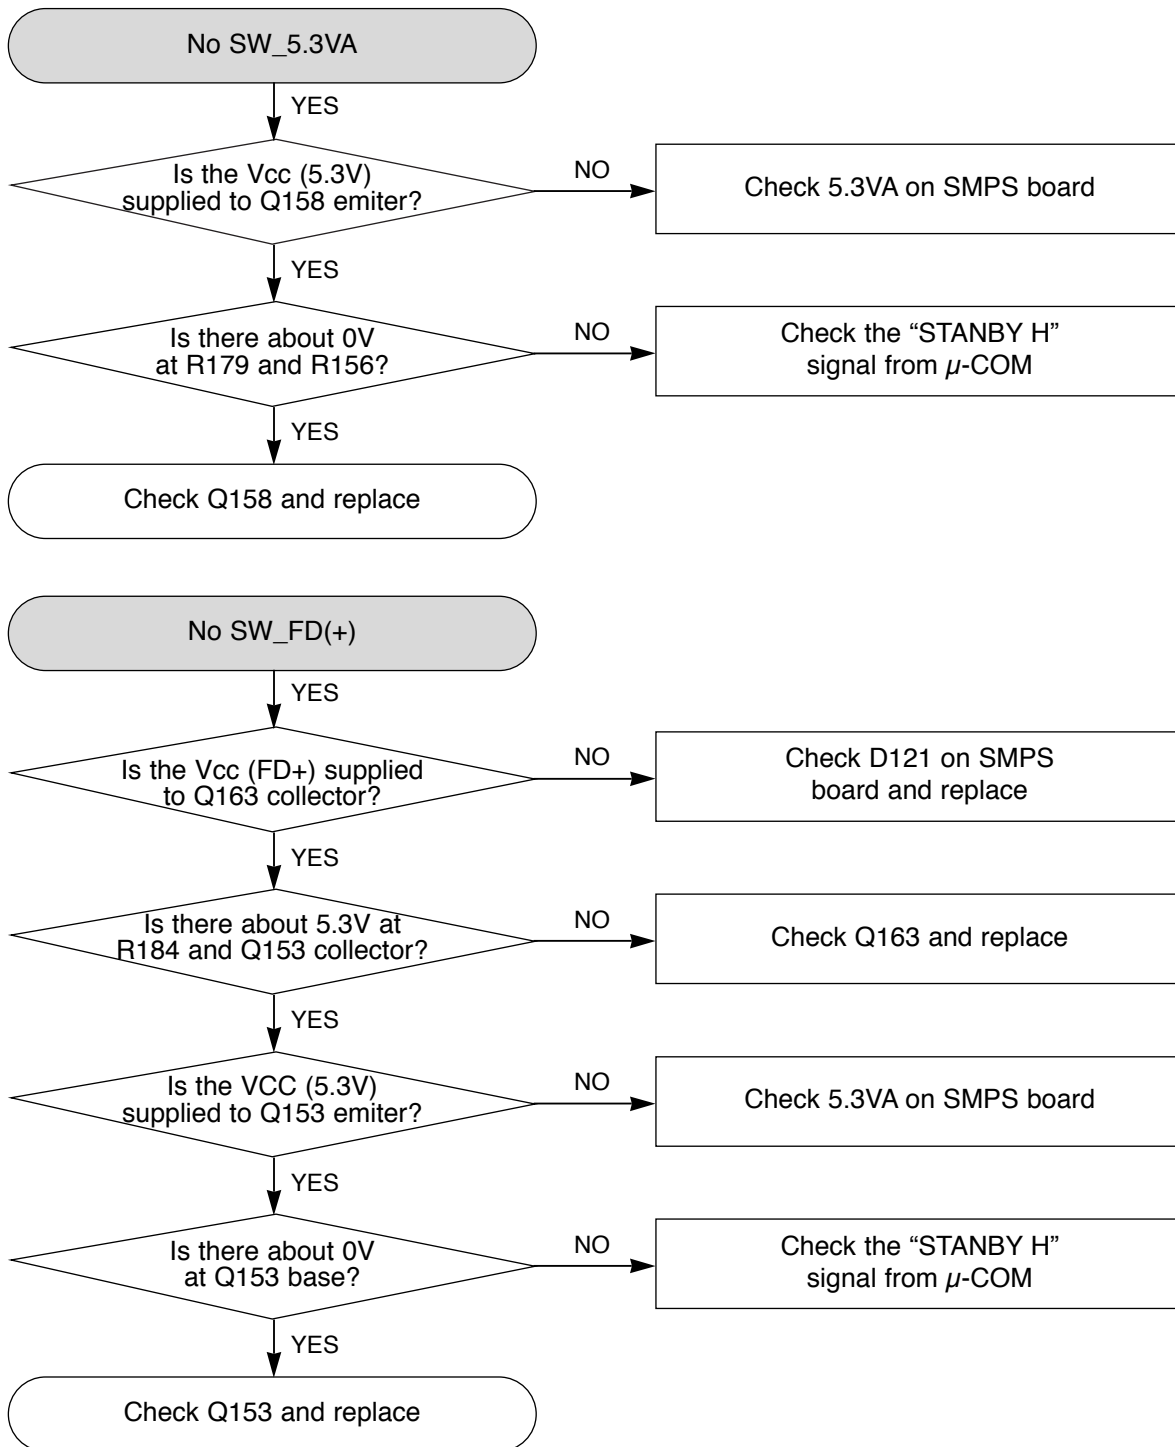 No SW_5.3VA
YES
Is the Vcc (5.3V)
supplied to Q158 emiter?
NO
Check 5.3VA on SMPS board
YES
Is there about 0V
at R179 and R156?
NO
Check the “STANBY H”
signal from µ-COM
YES
Check Q158 and replace
No SW_FD(+)
YES
Is the Vcc (FD+) supplied
to Q163 collector?
NO
Check D121 on SMPS
board and replace
YES
Is there about 5.3V at
R184 and Q153 collector?
NO
Check Q163 and replace
YES
Is the VCC (5.3V)
supplied to Q153 emiter?
NO
Check 5.3VA on SMPS board
YES
Is there about 0V
at Q153 base?
NO
Check the “STANBY H”
signal from µ-COM
YES
Check Q153 and replace